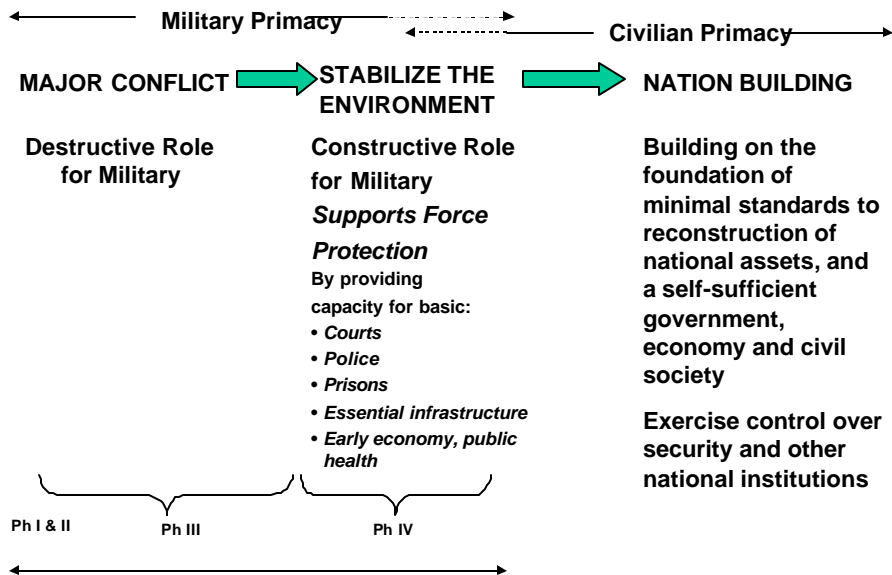 Military Primacy
Civilian Primacy
MAJOR CONFLICT
STABILIZE THE
ENVIRONMENT
NATION BUILDING
Destructive Role
for Military
Constructive Role
for Military
Supports Force
Protection
By providing
capacity for basic:
• Courts
• Police
• Prisons
• Essential infrastructure
• Early economy, public
health
Building on the
foundation of
minimal standards to
reconstruction of
national assets, and
a self-sufficient
government,
economy and civil
society
Exercise control over
security and other
national institutions
Ph I & II
Ph III
Ph IV